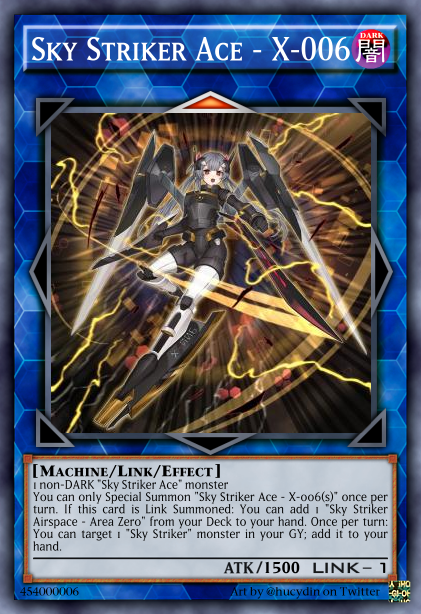 Sky Striker Ace - X-006
DARK
闇
[Machine/Link/Effect]
1 non-DARK "Sky Striker Ace" monster
You can only Special Summon "Sky Striker Ace - X-006(s)" once per
turn. If this card is Link Summoned: You can add 1 "Sky Striker
Airspace - Area Zero" from your Deck to your hand. Once per turn:
You can target 1 "Sky Striker" monster in your GY; add it to your
hand.
ATK/1500 LINK-1
454000006 Art by @hucydin on Twitter